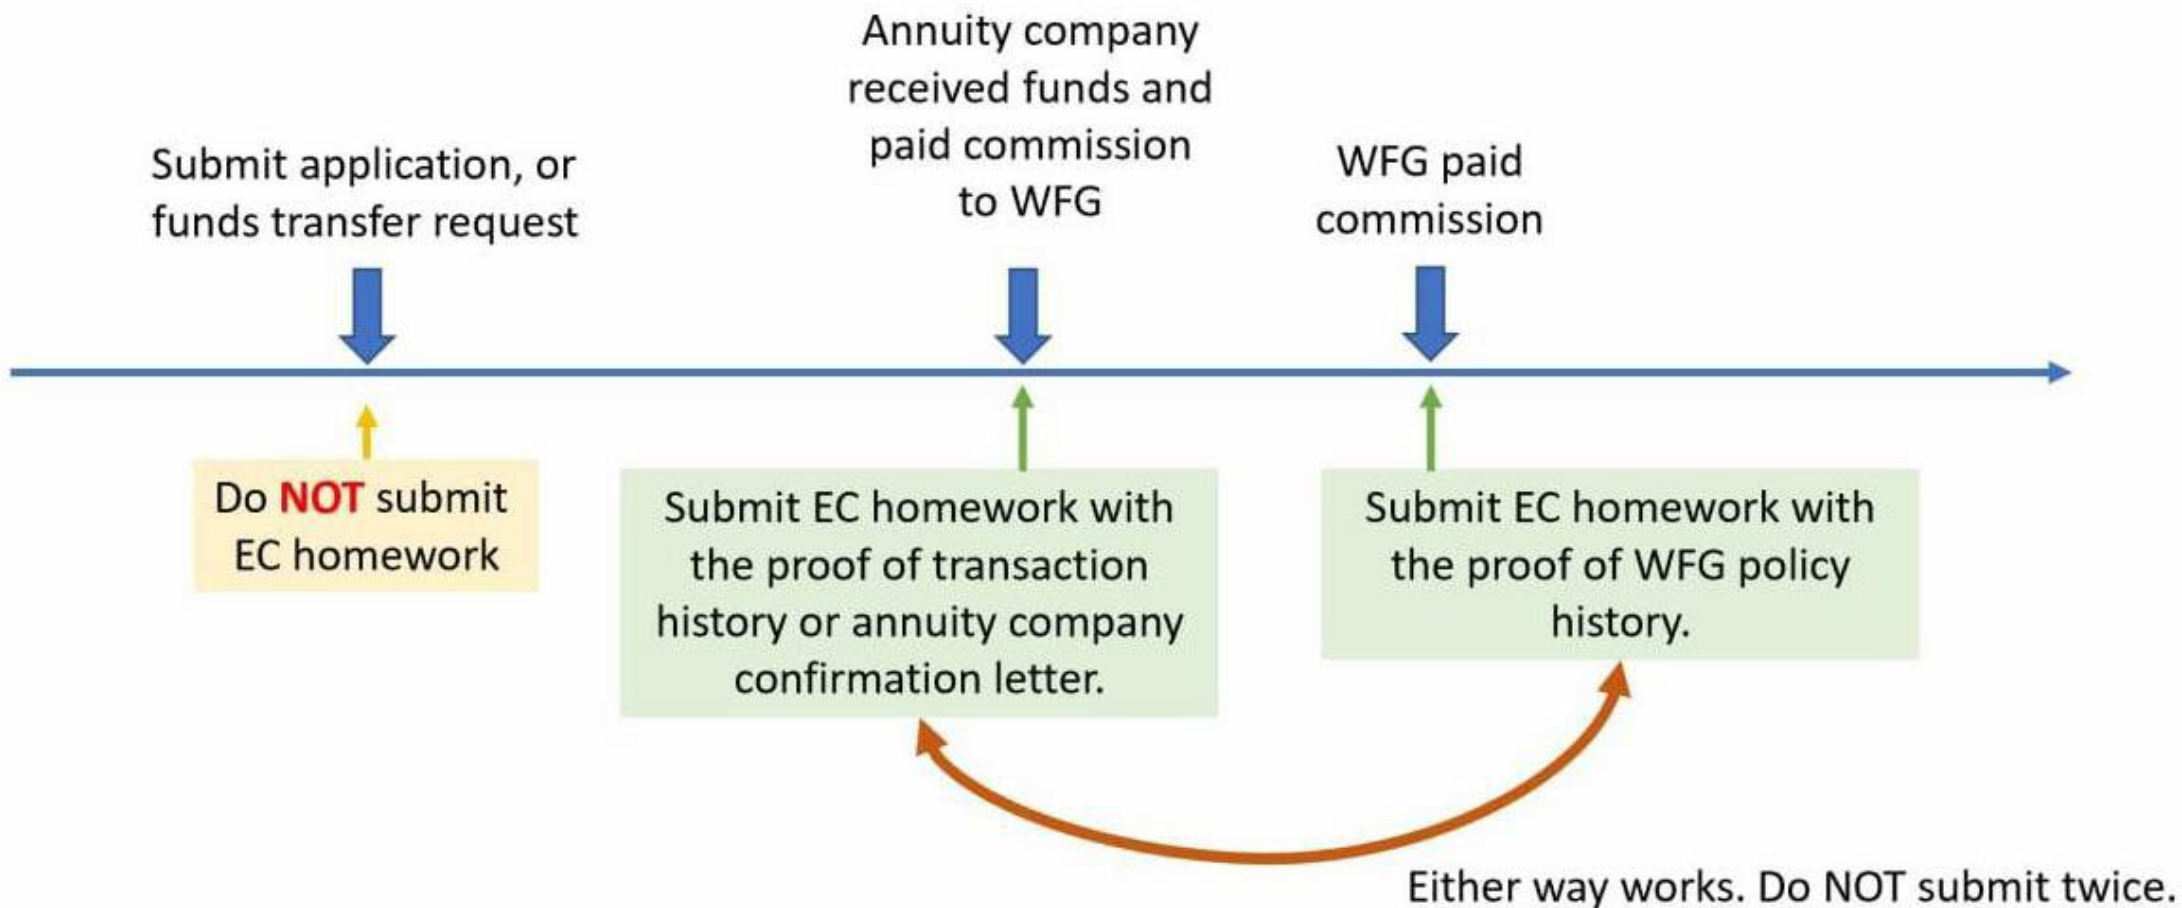 Submit application, or
funds transfer request
Annuity company
received funds and
paid commission
to WFG
WFG paid
commission
Do NOT submit
EC homework
Submit EC homework with
the proof of transaction
history or annuity company
confirmation letter.
Submit EC homework with
the proof of WFG policy
history.
Either way works. Do NOT submit twice.